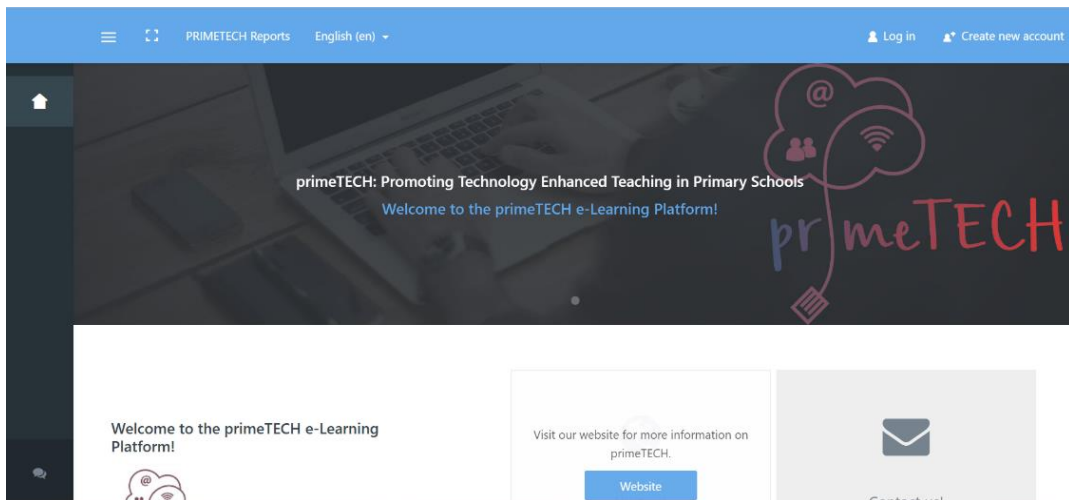 PRIMETECH Reports
English (en)
Log in
Create new account
primeTECH: Promoting Technology Enhanced Teaching in Primary Schools
Welcome to the primeTECH e-Learning Platform!
@
primeTECH
Welcome to the primeTECH e-Learning
Platform!
@
Visit our website for more information on
primeTECH.
Website
Contact us!